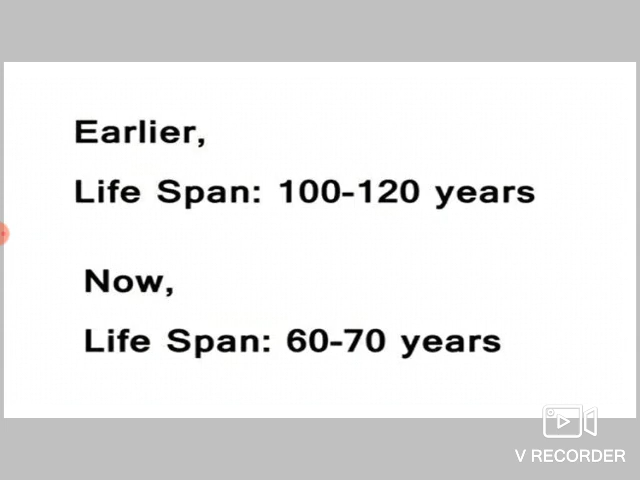 Earlier,
Life Span: 100-120 years
Now,
Life Span: 60-70 years
V RECORDER